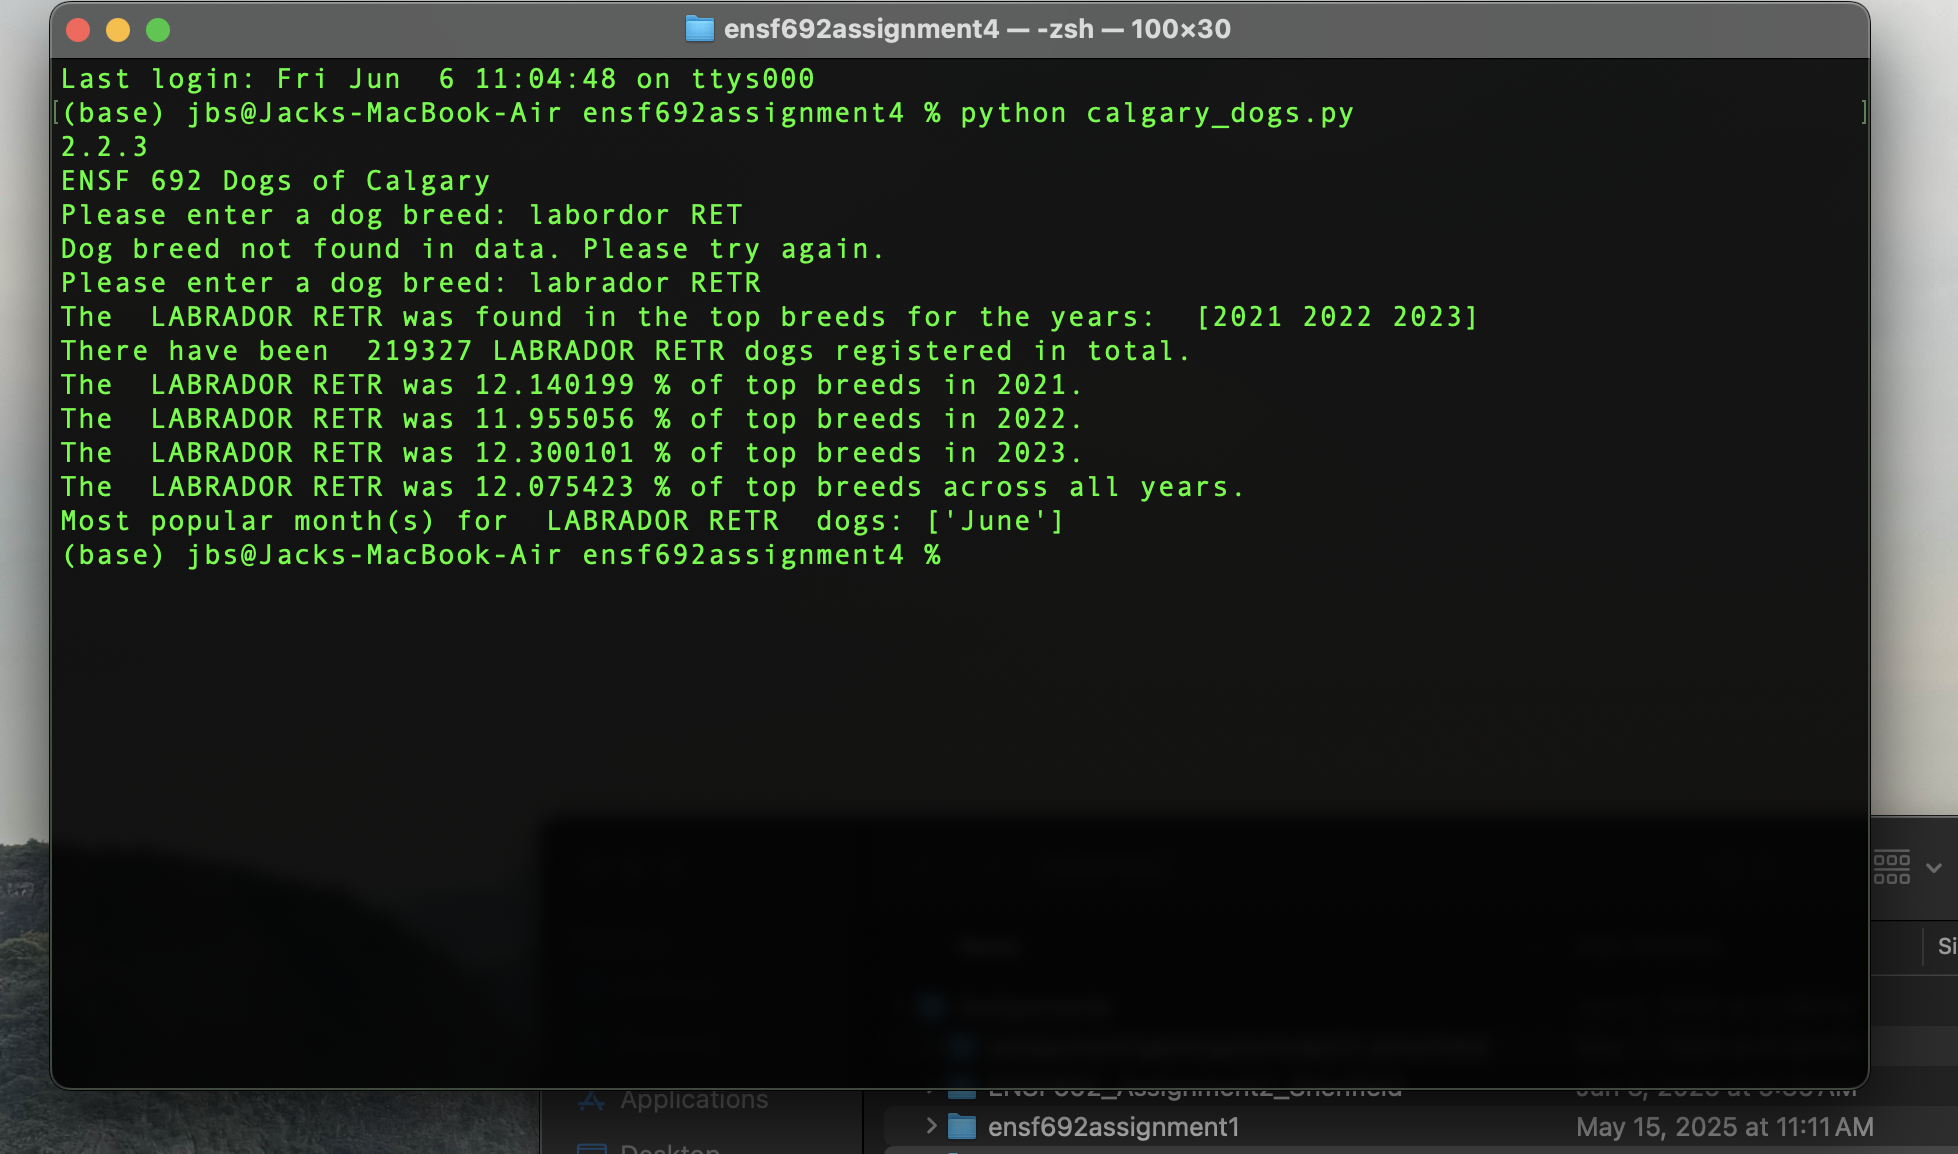 ensf692assignment4 — -zsh — 100×30
Last login: Fri Jun  6 11:04:48 on ttys000
[(base) jbs@Jacks-MacBook-Air ensf692assignment4 % python calgary_dogs.py ]
2.2.3
ENSF 692 Dogs of Calgary
Please enter a dog breed: labordor RET
Dog breed not found in data. Please try again.
Please enter a dog breed: labrador RETR
The  LABRADOR RETR was found in the top breeds for the years:  [2021 2022 2023]
There have been  219327 LABRADOR RETR dogs registered in total.
The  LABRADOR RETR was 12.140199 % of top breeds in 2021.
The  LABRADOR RETR was 11.955056 % of top breeds in 2022.
The  LABRADOR RETR was 12.300101 % of top breeds in 2023.
The  LABRADOR RETR was 12.075423 % of top breeds across all years.
Most popular month(s) for  LABRADOR RETR  dogs: ['June']
(base) jbs@Jacks-MacBook-Air ensf692assignment4 %
Si
Applications
ensf692assignment1 May 15, 2025 at 11:11 AM
Desktop